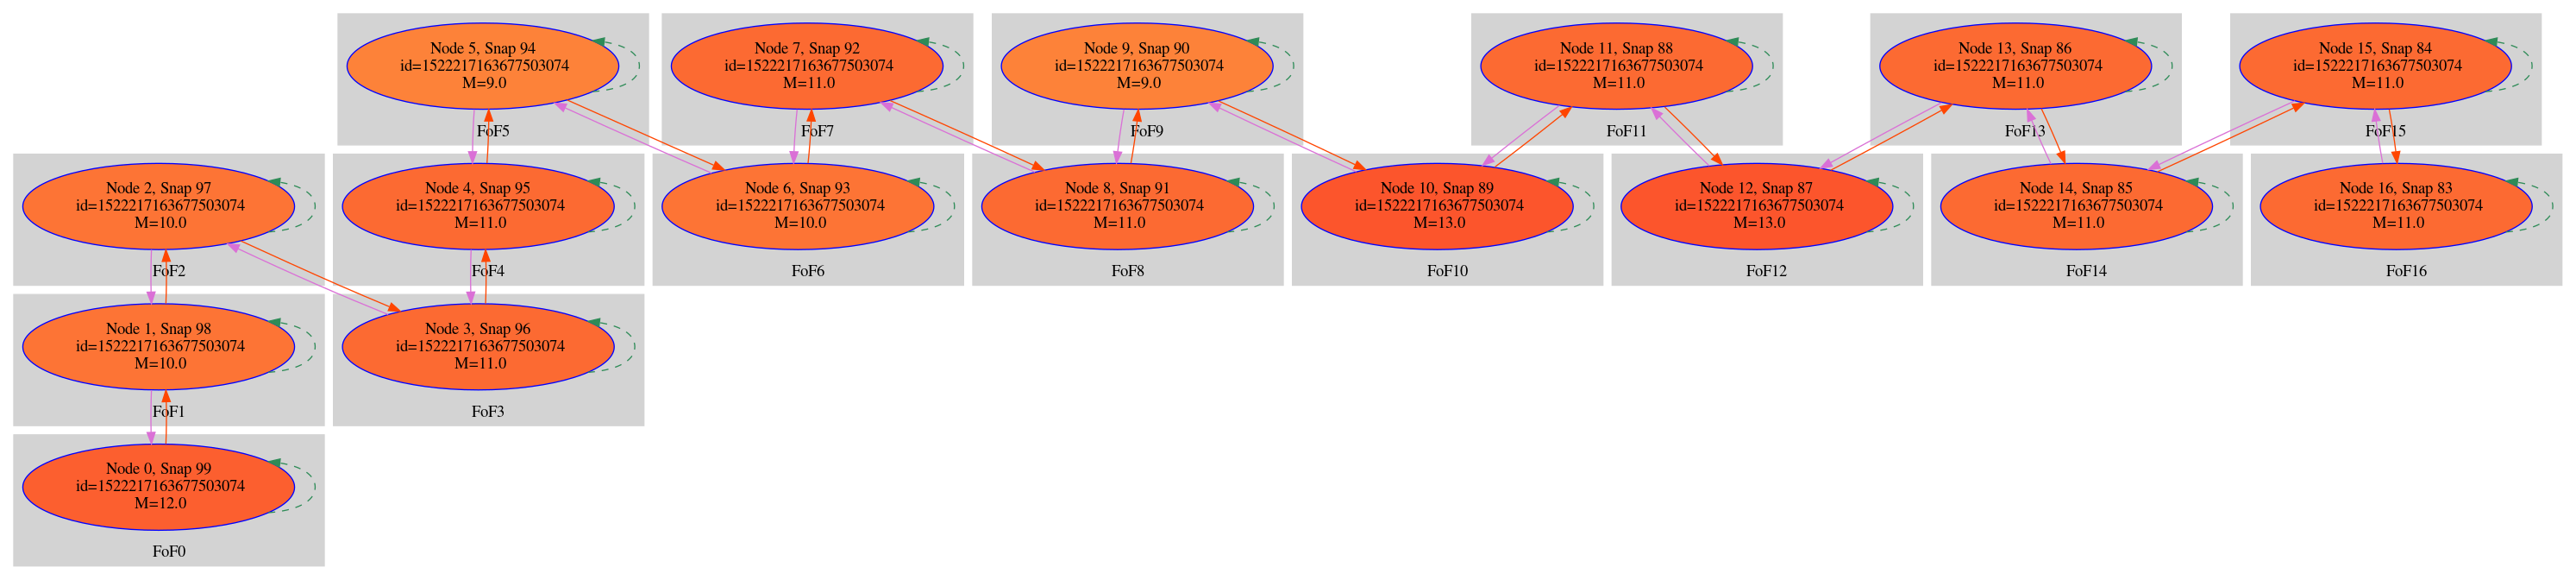 Node 5, Snap 94
id=1522217163677503074
M=9.0
FoF5
Node 7, Snap 92
id=1522217163677503074
M=11.0
FoF7
Node 9, Snap 90
id=1522217163677503074
M=9.0
FoF9
Node 11, Snap 88
id=1522217163677503074
M=11.0
FoF11
Node 13, Snap 86
id=1522217163677503074
M=11.0
FoF13
Node 15, Snap 84
id=1522217163677503074
M=11.0
FoF15
Node 2, Snap 97
id=1522217163677503074
M=10.0
FoF2
Node 4, Snap 95
id=1522217163677503074
M=11.0
FoF4
Node 6, Snap 93
id=1522217163677503074
M=10.0
FoF6
Node 8, Snap 91
id=1522217163677503074
M=11.0
FoF8
Node 10, Snap 89
id=1522217163677503074
M=13.0
FoF10
Node 12, Snap 87
id=1522217163677503074
M=13.0
FoF12
Node 14, Snap 85
id=1522217163677503074
M=11.0
FoF14
Node 16, Snap 83
id=1522217163677503074
M=11.0
FoF16
Node 1, Snap 98
id=1522217163677503074
M=10.0
FoF1
Node 3, Snap 96
id=1522217163677503074
M=11.0
FoF3
Node 0, Snap 99
id=1522217163677503074
M=12.0
FoF0